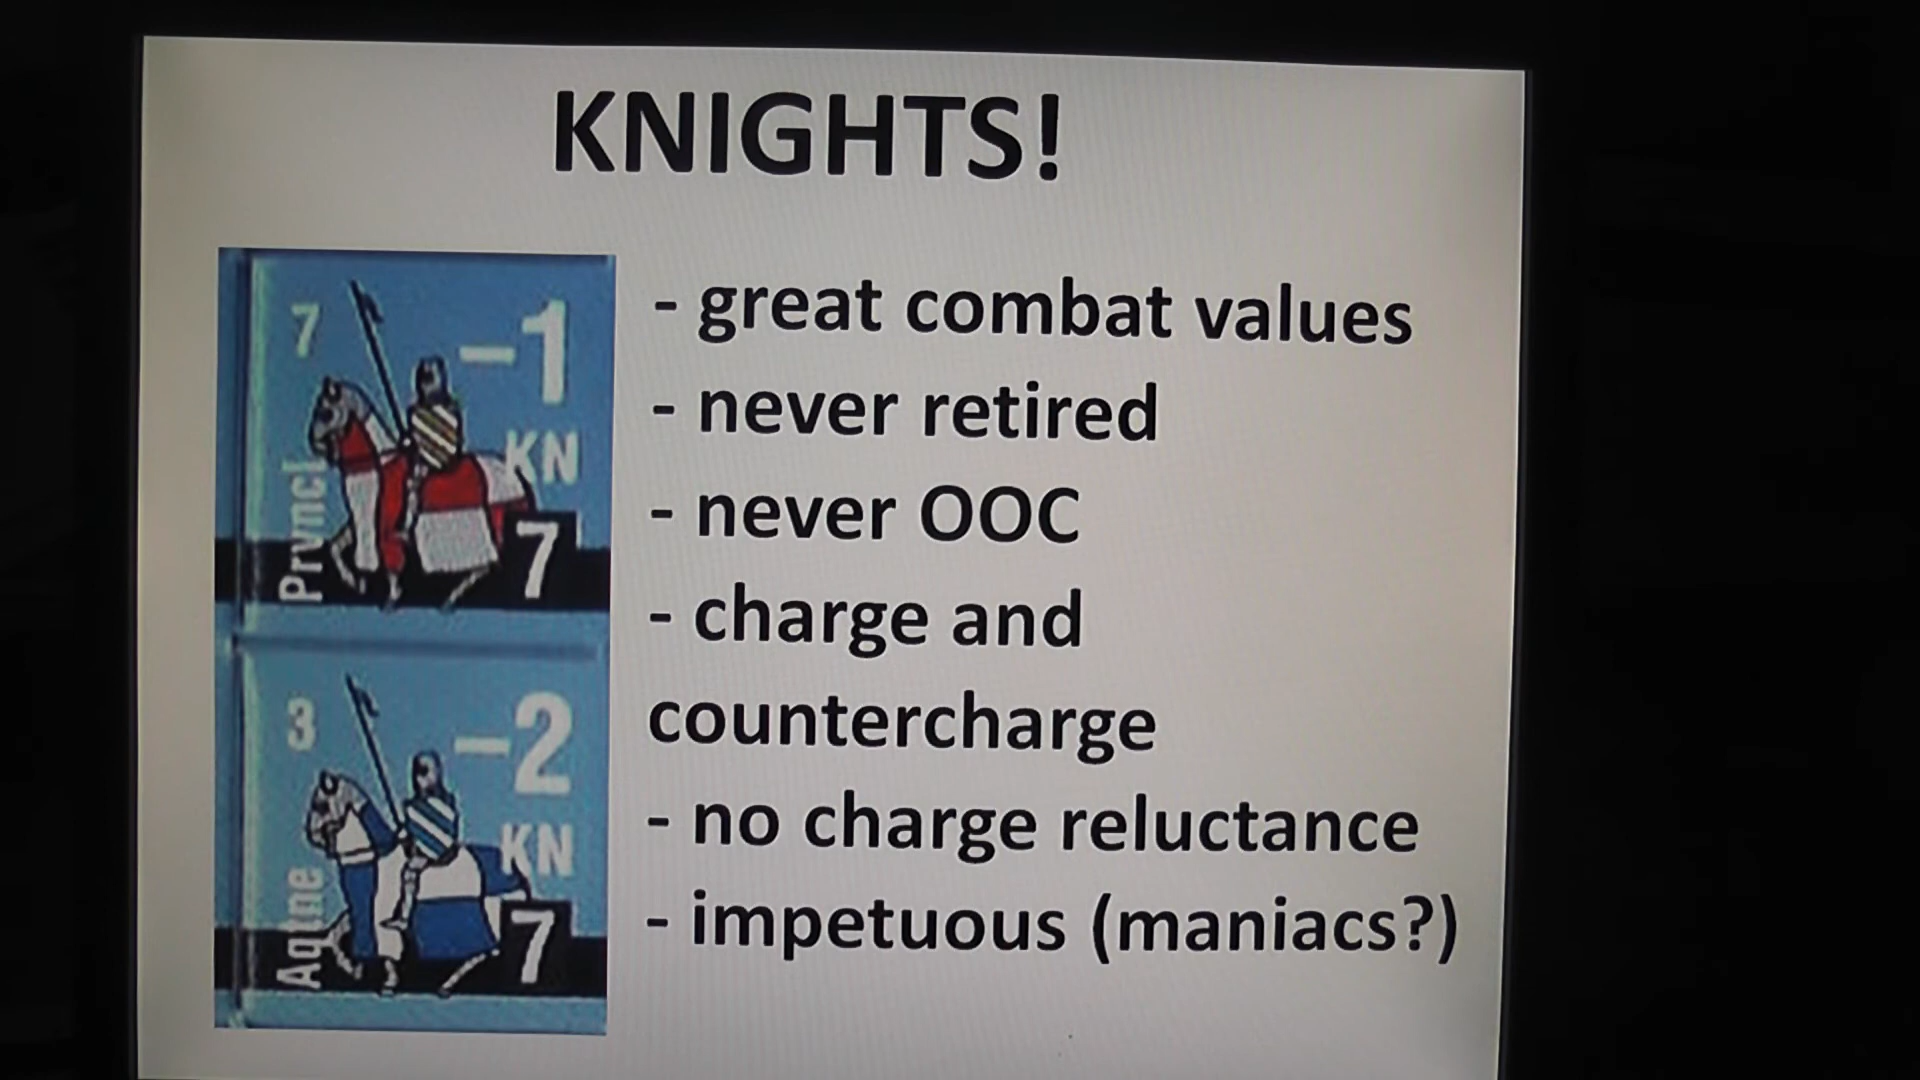 KNIGHTS!
7
-1
KN
Prvncl
7
3
-2
KN
Aqtne
7
- great combat values
- never retired
- never OOC
- charge and
countercharge
- no charge reluctance
- impetuous (maniacs?)